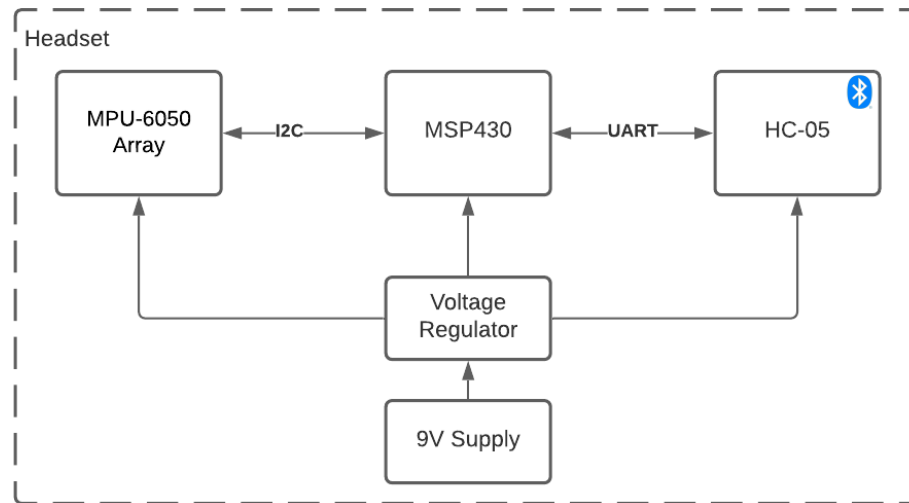 Headset
MPU-6050
Array
I2C
MSP430
UART
HC-05
Voltage
Regulator
9V Supply